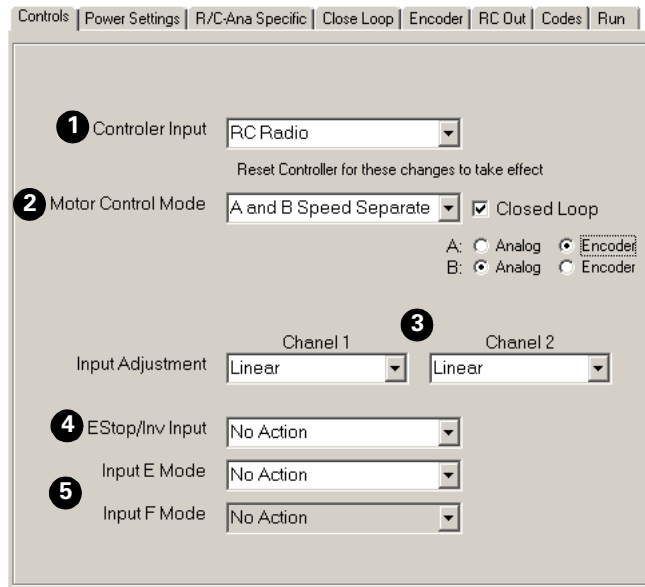 Controls | Power Settings | R/C-Ana Specific | Close Loop | Encoder | RC Out | Codes | Run
1 Controler Input RC Radio
Reset Controller for these changes to take effect
2 Motor Control Mode A and B Speed Separate Closed Loop
A: Analog Encoder
B: Analog Encoder
3
Chanel 1 Chanel 2
Input Adjustment Linear Linear
4 EStop/Inv Input No Action
Input E Mode No Action
5
Input F Mode No Action